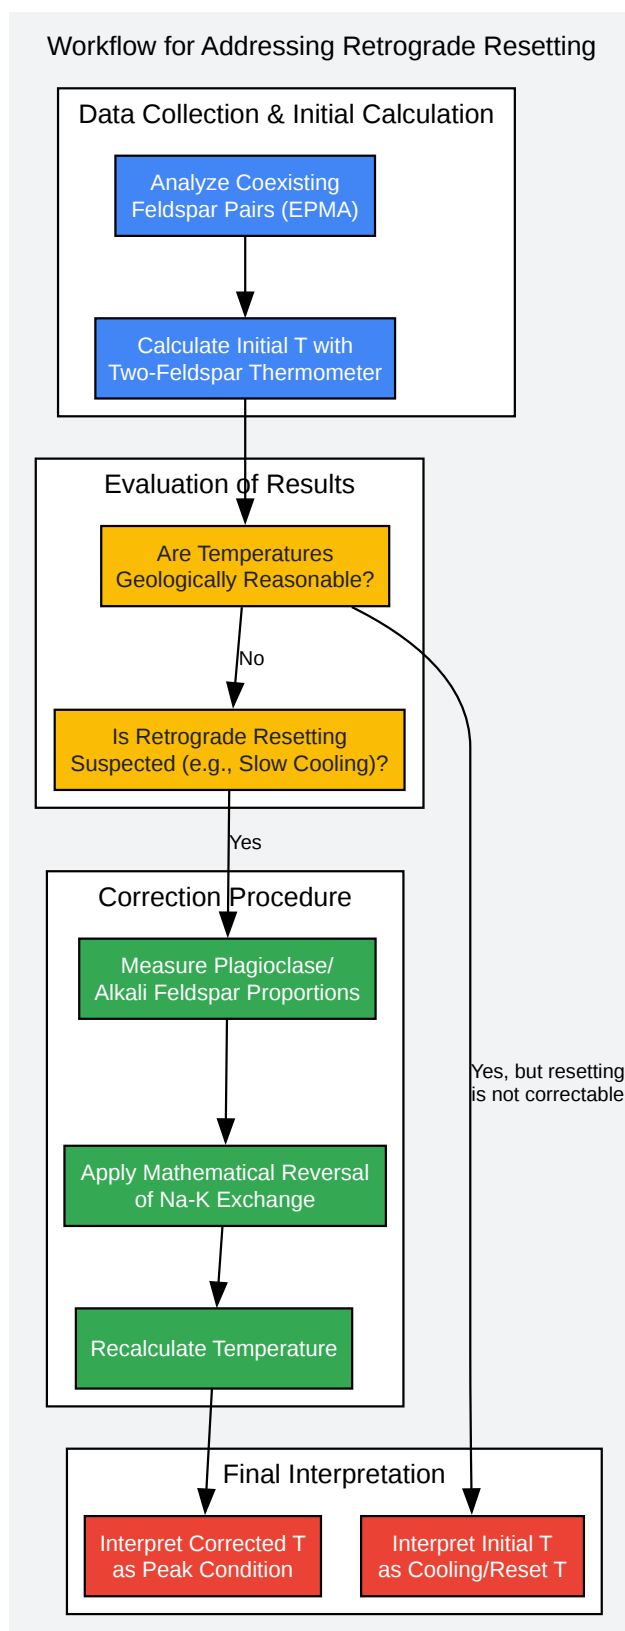 Workflow for Addressing Retrograde Resetting
Data Collection & Initial Calculation
Analyze Coexisting
Feldspar Pairs (EPMA)
Calculate Initial T with
Two-Feldspar Thermometer
Evaluation of Results
Are Temperatures
Geologically Reasonable?
No
Is Retrograde Resetting
Suspected (e.g., Slow Cooling)?
Yes
Correction Procedure
Measure Plagioclase/
Alkali Feldspar Proportions
Yes, but resetting
is not correctable
Apply Mathematical Reversal
of Na-K Exchange
Recalculate Temperature
Final Interpretation
Interpret Corrected T
as Peak Condition
Interpret Initial T
as Cooling/Reset T